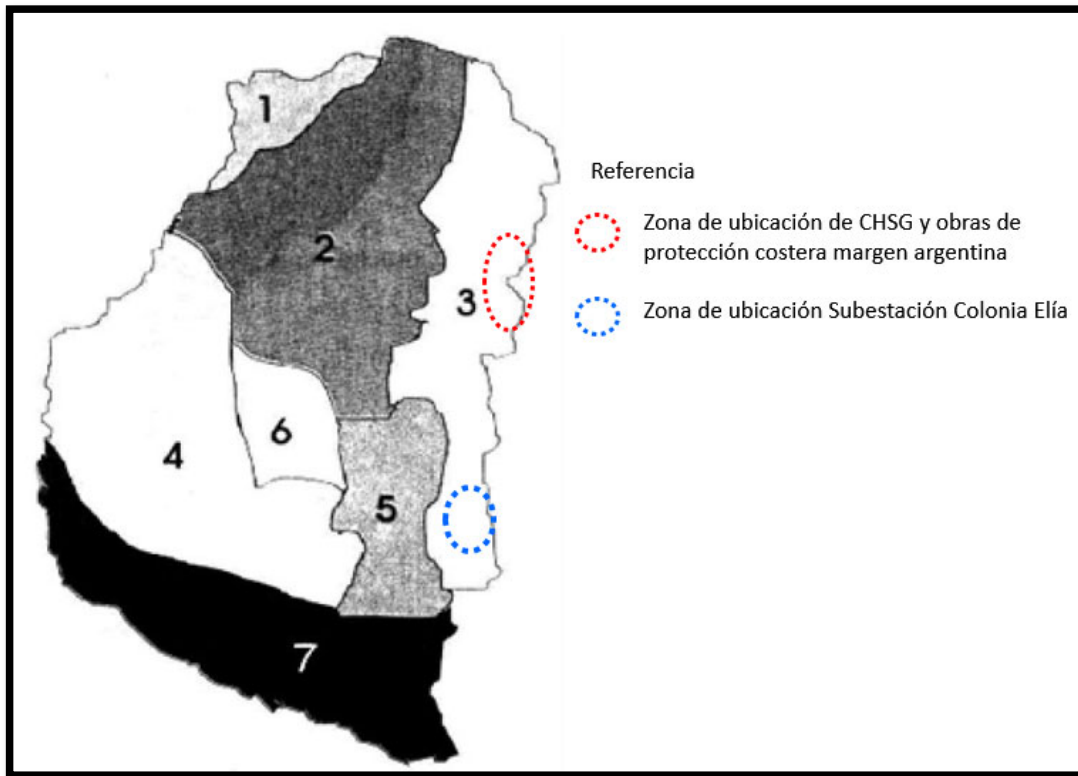 1
2
3
4
5
6
7
Referencia
Zona de ubicación de CHSG y obras de
protección costera margen argentina
Zona de ubicación Subestación Colonia Elía